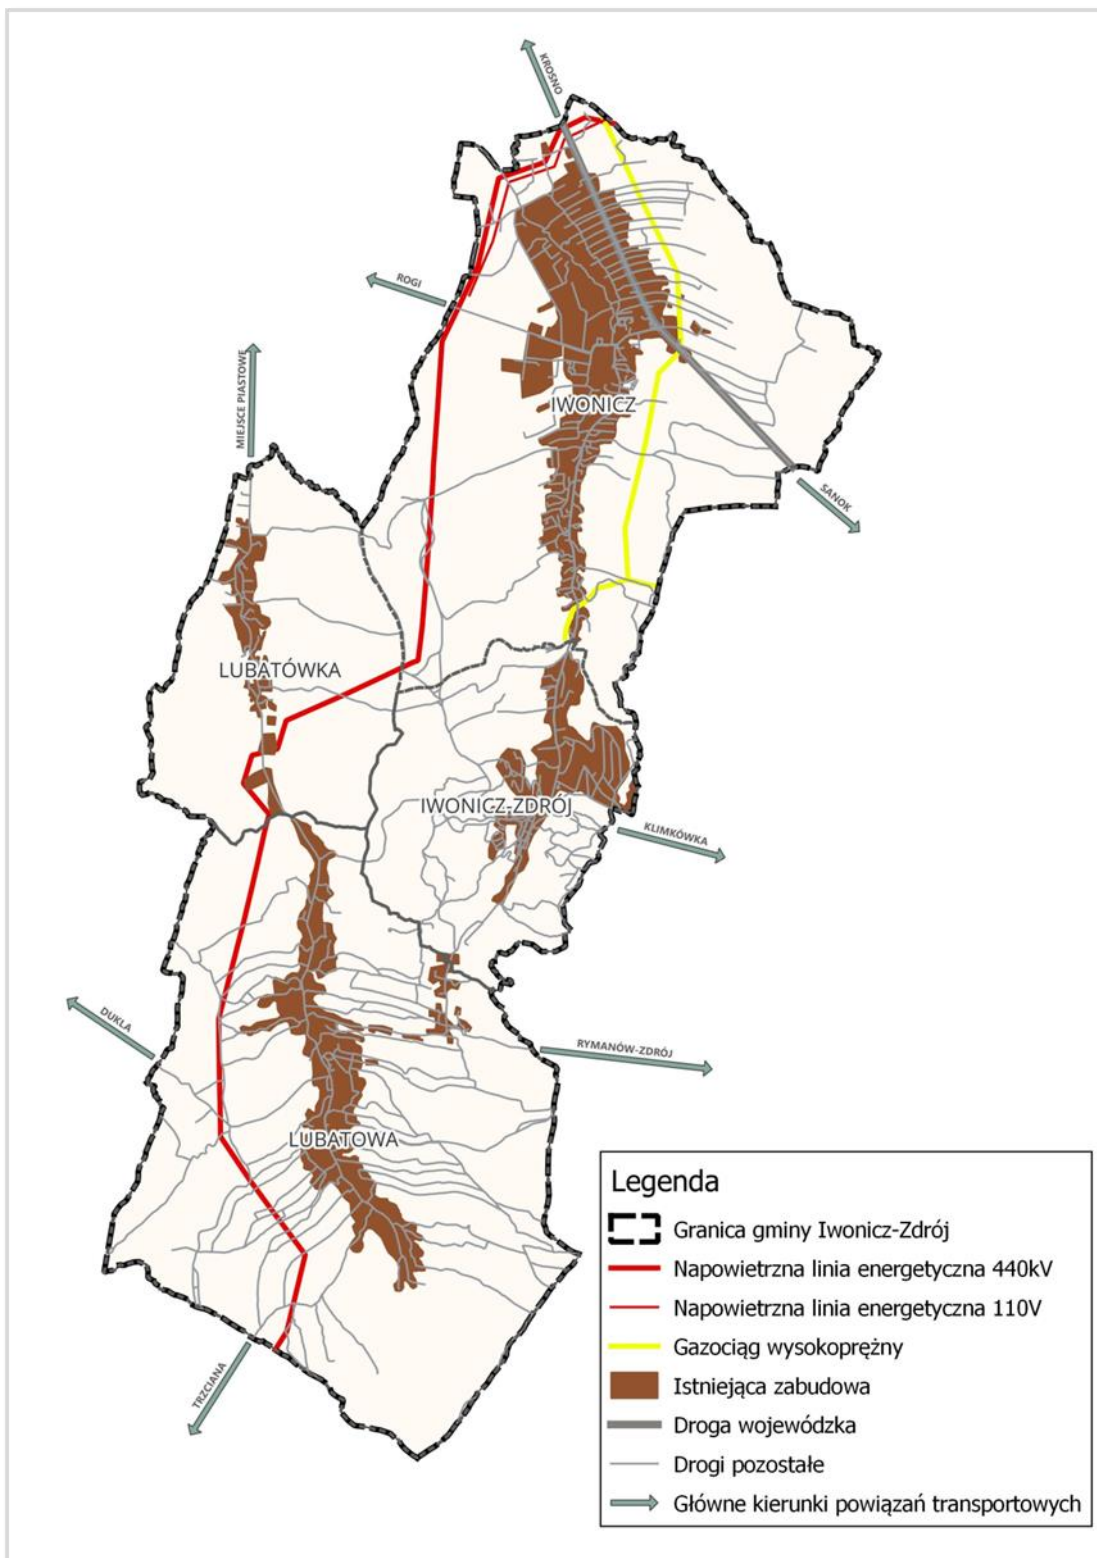 KROSNO
ROGI
MIEJSCE PIASTOWE
IWONICZ
SANOK
LUBATÓWKA
IWONICZ-ZDRÓJ
KLIMKÓWKA
DUKLA
RYMANÓW-ZDRÓJ
LUBATOWA
TRZCIANA
Legenda
Granica gminy Iwonicz-Zdrój
Napowietrzna linia energetyczna 440kV
Napowietrzna linia energetyczna 110V
Gazociąg wysokoprężny
Istniejąca zabudowa
Droga wojewódzka
Drogi pozostałe
Główne kierunki powiązań transportowych